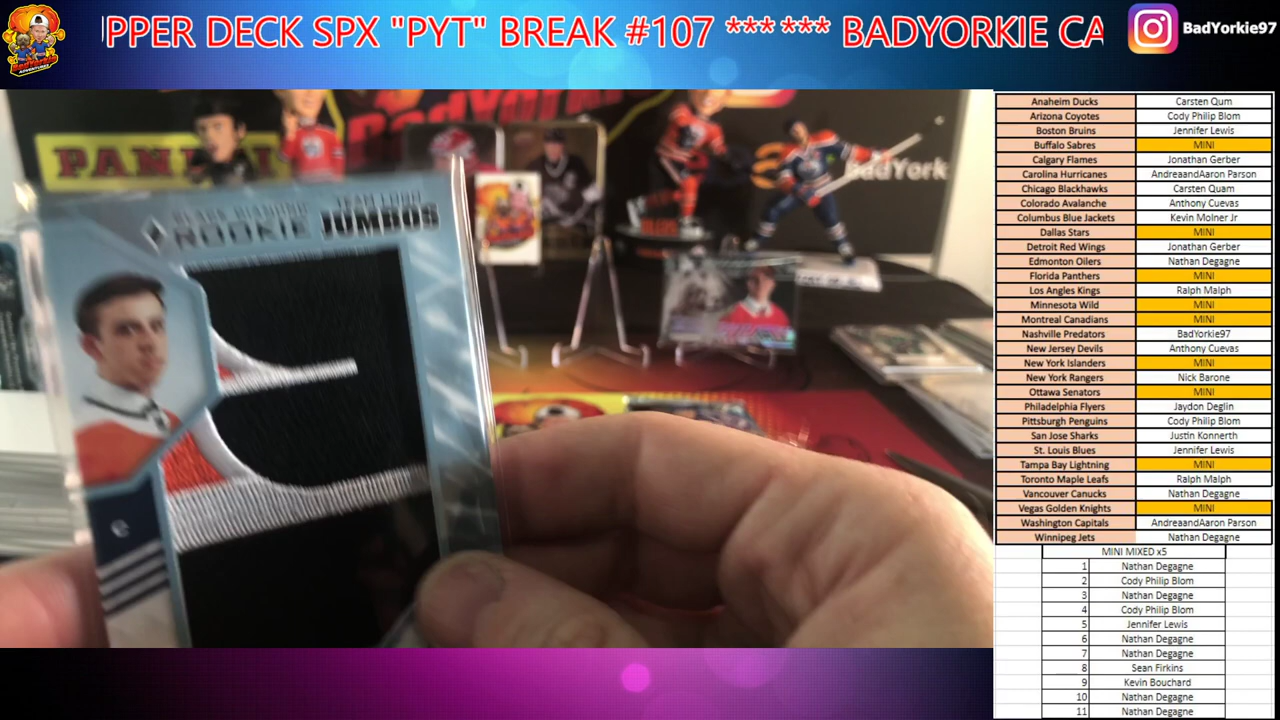 PPER DECK SPX "PYT" BREAK #107 *** *** BADYORKIE CA
BadYorkie97
PANINI
BadYork
BLACK DIAMOND TEAM LOGO
ROOKIE JUMBOS
Anaheim Ducks Carsten Qum
Arizona Coyotes Cody Philip Blom
Boston Bruins Jennifer Lewis
Buffalo Sabres MINI
Calgary Flames Jonathan Gerber
Carolina Hurricanes AndreaandAaron Parson
Chicago Blackhawks Carsten Quam
Colorado Avalanche Anthony Cuevas
Columbus Blue Jackets Kevin Molner Jr
Dallas Stars MINI
Detroit Red Wings Jonathan Gerber
Edmonton Oilers Nathan Degagne
Florida Panthers MINI
Los Angeles Kings Ralph Malph
Minnesota Wild MINI
Montreal Canadians MINI
Nashville Predators BadYorkie97
New Jersey Devils Anthony Cuevas
New York Islanders MINI
New York Rangers Nick Barone
Ottawa Senators MINI
Philadelphia Flyers Jaydon Deglin
Pittsburgh Penguins Cody Philip Blom
San Jose Sharks Justin Konnerth
St. Louis Blues Jennifer Lewis
Tampa Bay Lightning MINI
Toronto Maple Leafs Ralph Malph
Vancouver Canucks Nathan Degagne
Vegas Golden Knights MINI
Washington Capitals AndreaandAaron Parson
Winnipeg Jets Nathan Degagne
MINI MIXED x5
1 Nathan Degagne
2 Cody Philip Blom
3 Nathan Degagne
4 Cody Philip Blom
5 Jennifer Lewis
6 Nathan Degagne
7 Nathan Degagne
8 Sean Firkins
9 Kevin Bouchard
10 Nathan Degagne
11 Nathan Degagne